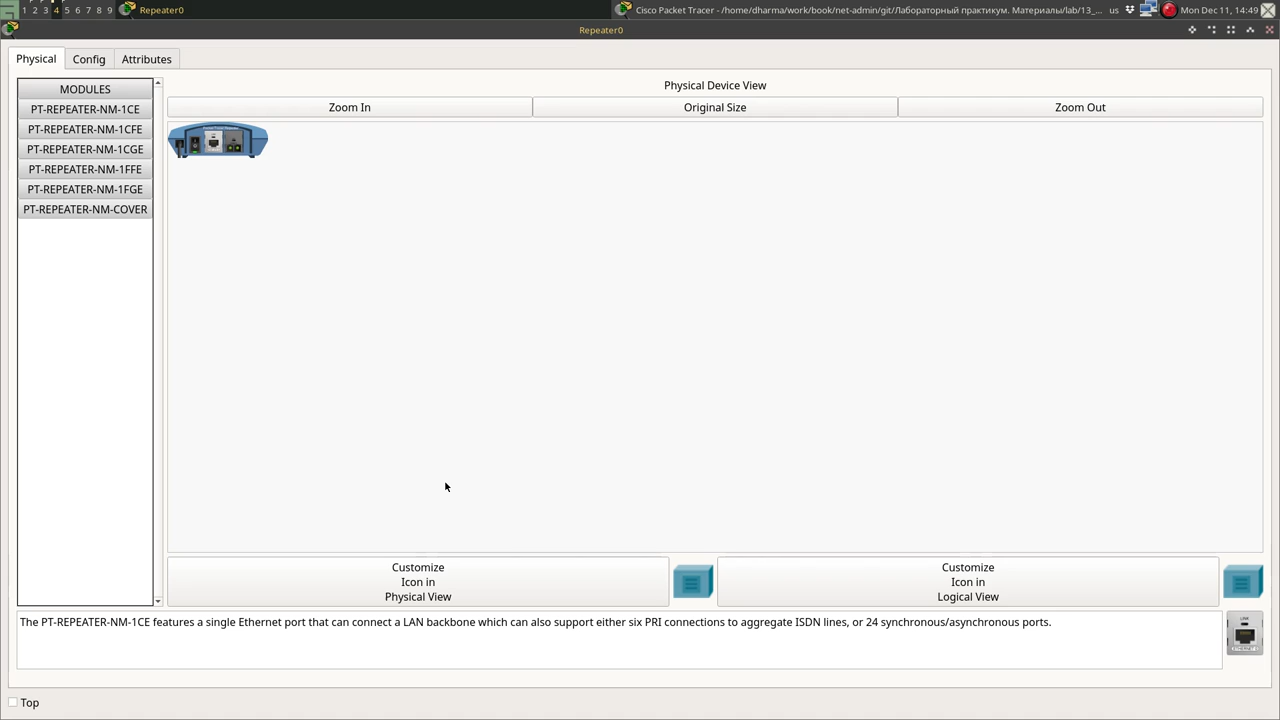 1 2 3 4 5 6 7 8 9 Repeater0 Cisco Packet Tracer - /home/dharma/work/book/net-admin/git/Лабораторный практикум. Материалы/lab/13_... us Mon Dec 11, 14:49
Repeater0
Physical Config Attributes
MODULES
PT-REPEATER-NM-1CE
PT-REPEATER-NM-1CFE
PT-REPEATER-NM-1CGE
PT-REPEATER-NM-1FFE
PT-REPEATER-NM-1FGE
PT-REPEATER-NM-COVER
Physical Device View
Zoom In Original Size Zoom Out
Customize
Icon in
Physical View
Customize
Icon in
Logical View
The PT-REPEATER-NM-1CE features a single Ethernet port that can connect a LAN backbone which can also support either six PRI connections to aggregate ISDN lines, or 24 synchronous/asynchronous ports.
Top